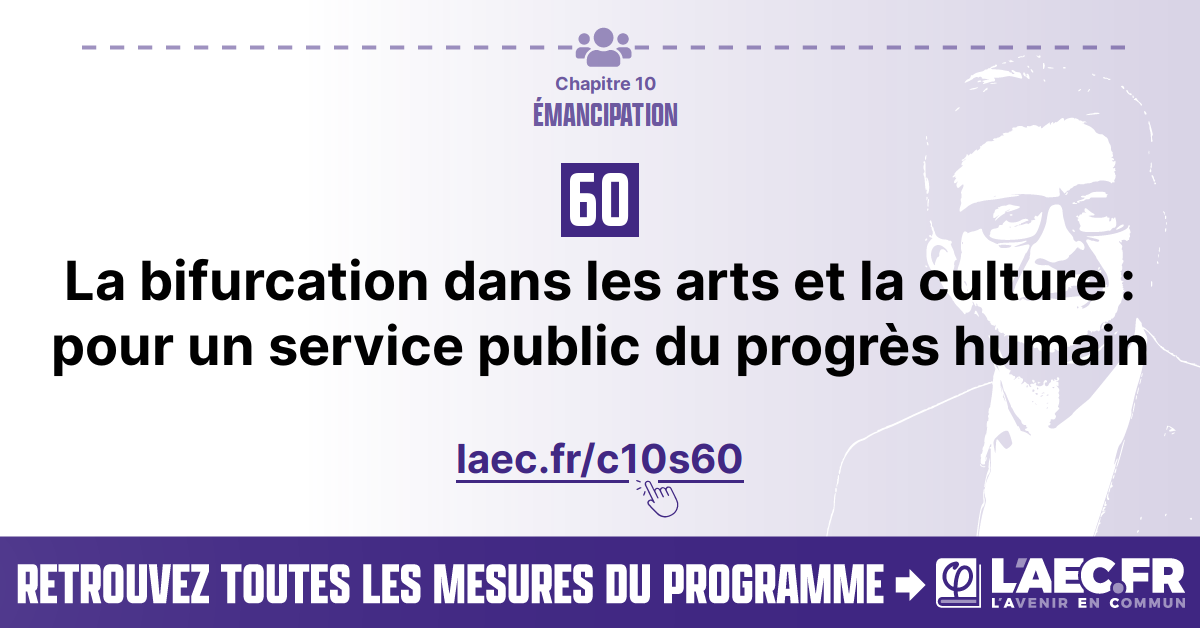 Chapitre 10
ÉMANCIPATION
60
La bifurcation dans les arts et la culture :
pour un service public du progrès humain
laec.fr/c10s60
RETROUVEZ TOUTES LES MESURES DU PROGRAMME
L'AEC.FR
L'AVENIR EN COMMUN